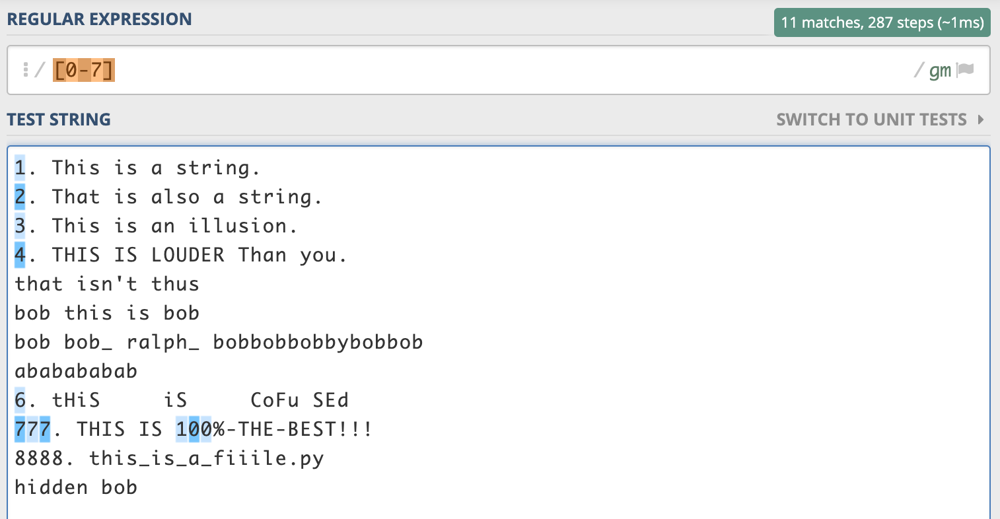 REGULAR EXPRESSION
11 matches, 287 steps (~1ms)
/ [0-7] / gm
TEST STRING
SWITCH TO UNIT TESTS
1. This is a string.
2. That is also a string.
3. This is an illusion.
4. THIS IS LOUDER Than you.
that isn't thus
bob this is bob
bob bob_ ralph_ bobbobbobbybobbob
ababababab
6. tHiS     iS     CoFu SEd
777. THIS IS 100%-THE-BEST!!!
8888. this_is_a_fiiile.py
hidden bob